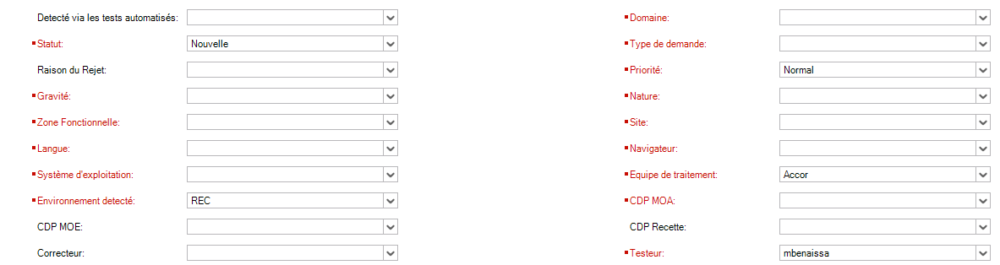 Detecté via les tests automatisés:
Domaine:
Statut: Nouvelle
Type de demande:
Raison du Rejet:
Priorité: Normal
Gravité:
Nature:
Zone Fonctionnelle:
Site:
Langue:
Navigateur:
Système d'exploitation:
Equipe de traitement: Accor
Environnement detecté: REC
CDP MOA:
CDP MOE:
CDP Recette:
Correcteur:
Testeur: mbenaissa